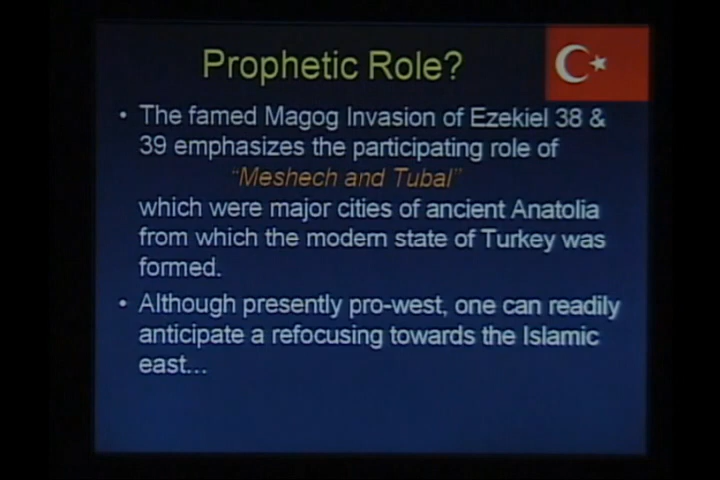 Prophetic Role?
• The famed Magog Invasion of Ezekiel 38 &
39 emphasizes the participating role of
"Meshech and Tubal"
which were major cities of ancient Anatolia
from which the modern state of Turkey was
formed.
• Although presently pro-west, one can readily
anticipate a refocusing towards the Islamic
east...